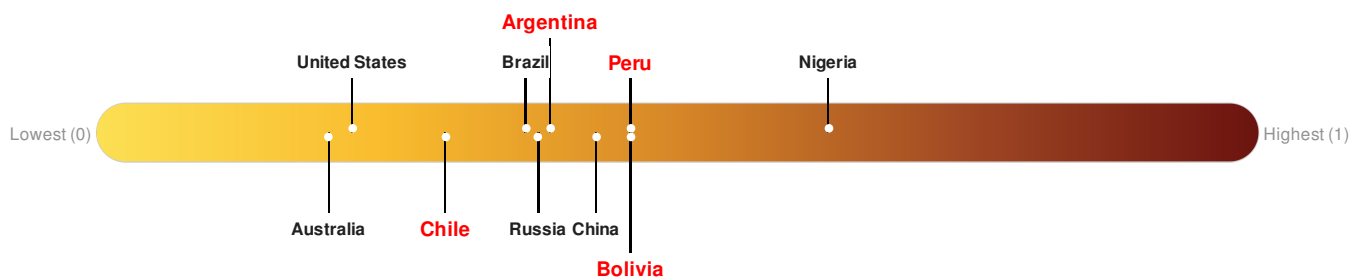 Argentina
United States
Brazil
Peru
Nigeria
Lowest (0)
Highest (1)
Australia
Chile
Russia
China
Bolivia